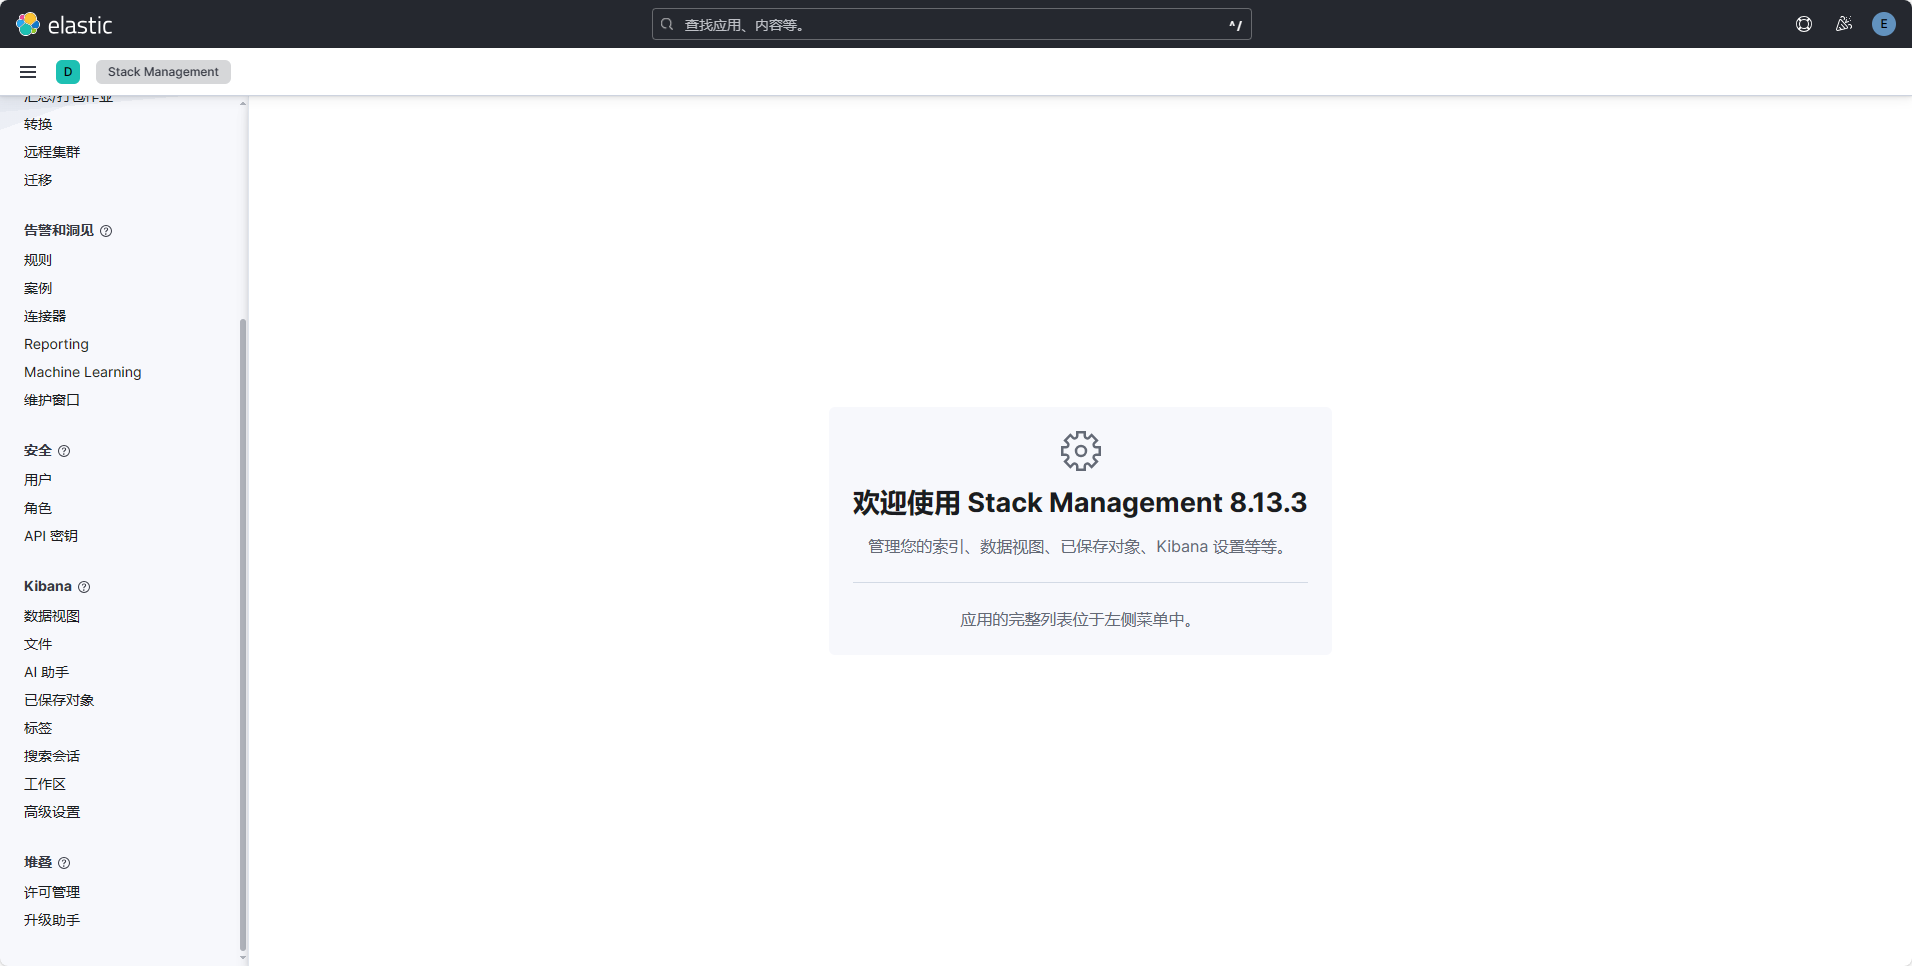 elastic
查找应用、内容等。
^/
E
D
Stack Management
汇总/打包作业
转换
远程集群
迁移
告警和洞见
规则
案例
连接器
Reporting
Machine Learning
维护窗口
安全
用户
角色
API 密钥
Kibana
数据视图
文件
AI 助手
已保存对象
标签
搜索会话
工作区
高级设置
堆叠
许可管理
升级助手
欢迎使用 Stack Management 8.13.3
管理您的索引、数据视图、已保存对象、Kibana 设置等等。
应用的完整列表位于左侧菜单中。